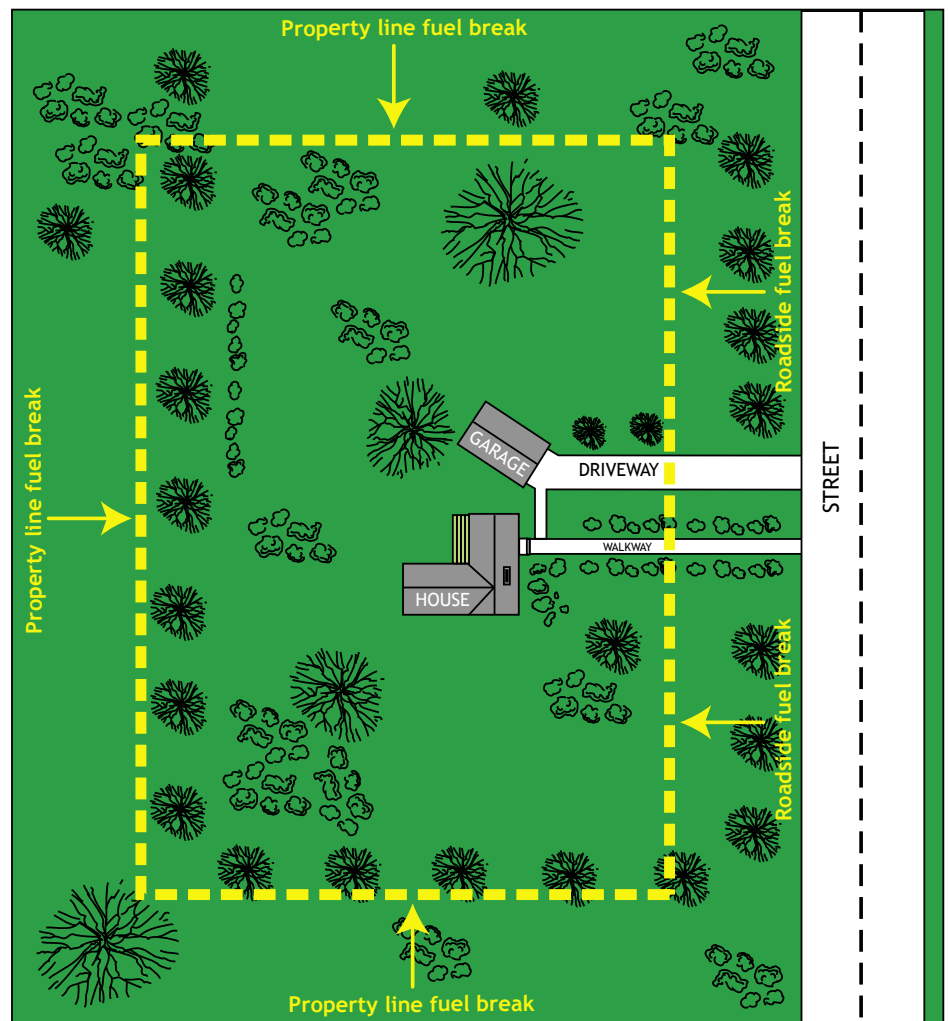 Property line fuel break
Roadside fuel break
Property line fuel break
GARAGE
DRIVEWAY
STREET
WALKWAY
HOUSE
Roadside fuel break
Property line fuel break